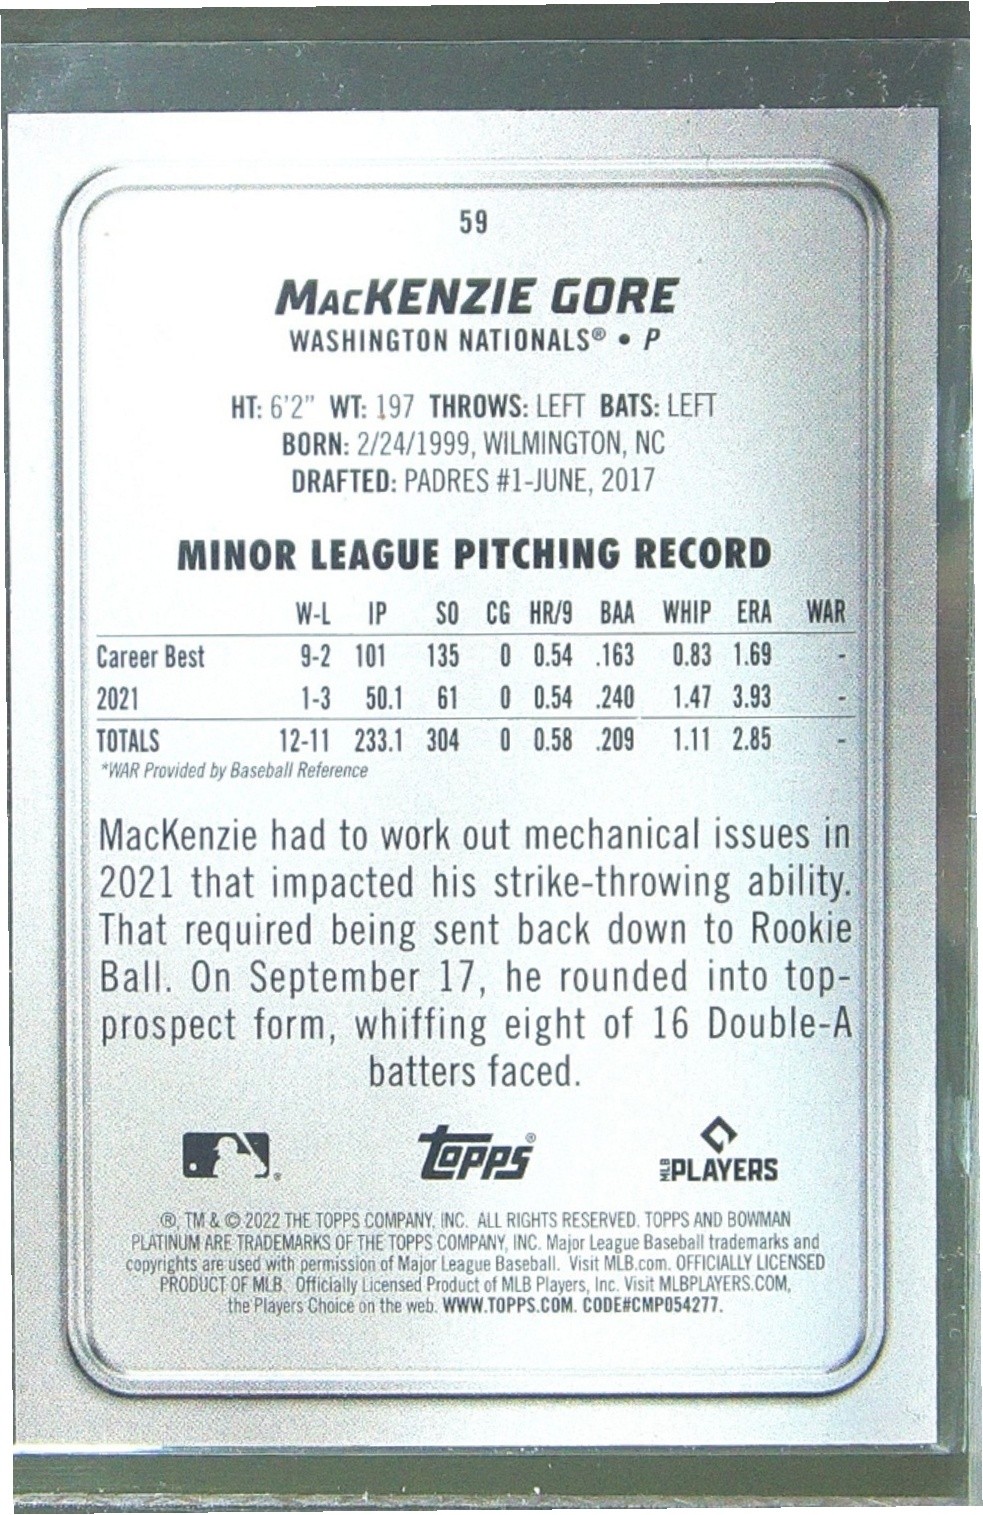 59
MacKENZIE GORE
WASHINGTON NATIONALS® • P
HT: 6'2" WT: 197 THROWS: LEFT BATS: LEFT
BORN: 2/24/1999, WILMINGTON, NC
DRAFTED: PADRES #1-JUNE, 2017
MINOR LEAGUE PITCHING RECORD
W-L IP SO CG HR/9 BAA WHIP ERA WAR
Career Best 9-2 101 135 0 0.54 .163 0.83 1.69 -
2021 1-3 50.1 61 0 0.54 .240 1.47 3.93 -
TOTALS 12-11 233.1 304 0 0.58 .209 1.11 2.85 -
*WAR Provided by Baseball Reference
MacKenzie had to work out mechanical issues in
2021 that impacted his strike-throwing ability.
That required being sent back down to Rookie
Ball. On September 17, he rounded into top-
prospect form, whiffing eight of 16 Double-A
batters faced.
Topps®
MLB PLAYERS
®, TM & © 2022 THE TOPPS COMPANY, INC. ALL RIGHTS RESERVED. TOPPS AND BOWMAN
PLATINUM ARE TRADEMARKS OF THE TOPPS COMPANY, INC. Major League Baseball trademarks and
copyrights are used with permission of Major League Baseball. Visit MLB.com. OFFICIALLY LICENSED
PRODUCT OF MLB. Officially Licensed Product of MLB Players, Inc. Visit MLBPLAYERS.COM,
the Players Choice on the web. WWW.TOPPS.COM. CODE#CMP054277.